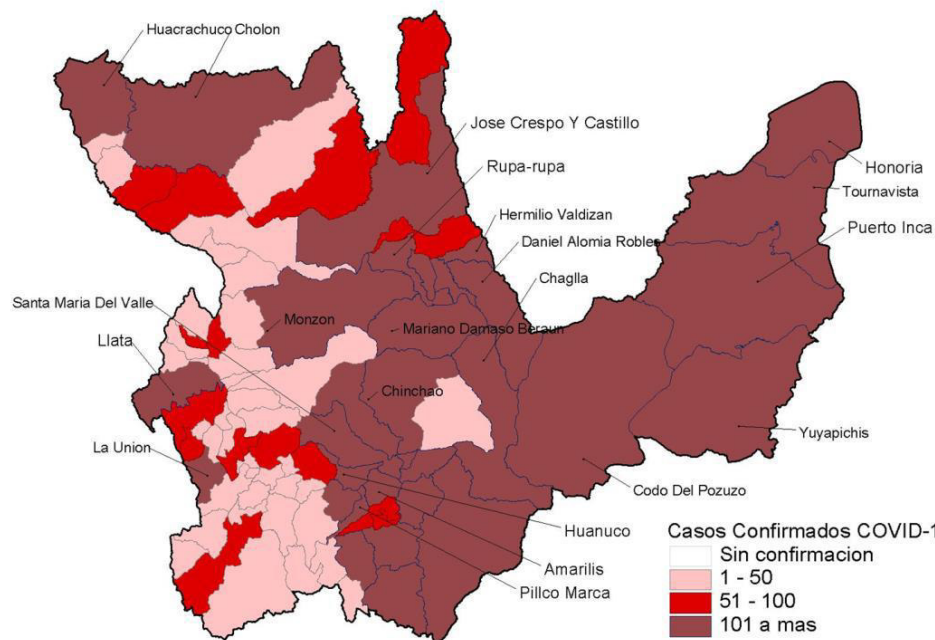 Huacrachuco
Cholon
Jose Crespo Y Castillo
Rupa-rupa
Honoria
Tournavista
Hermilio Valdizan
Puerto Inca
Daniel Alomia Robles
Chaglla
Santa Maria Del Valle
Monzon
Mariano Damaso Beraun
Llata
Chinchao
La Union
Yuyapichis
Codo Del Pozuzo
Huanuco
Amarilis
Pillco Marca
Casos Confirmados COVID-1
Sin confirmacion
1 - 50
51 - 100
101 a mas